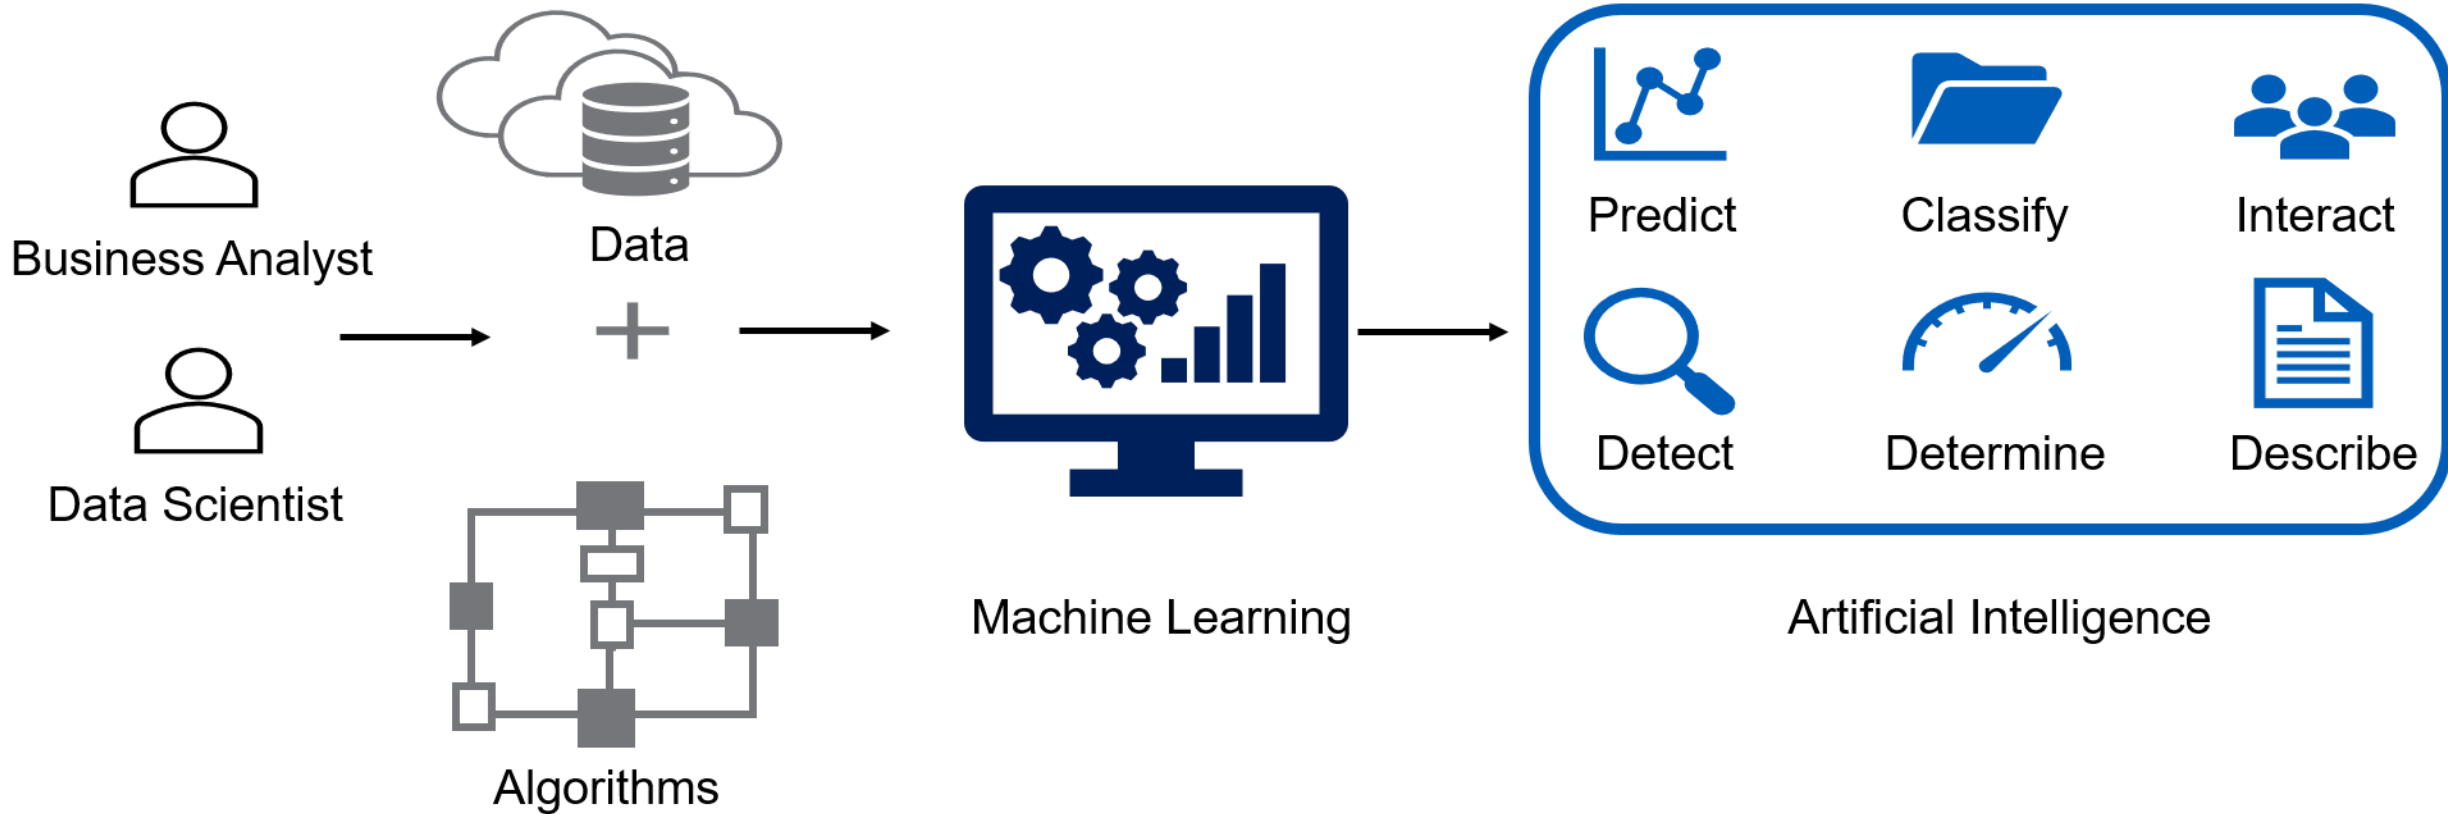 Business Analyst
Data Scientist
Data
Algorithms
Machine Learning
Predict
Classify
Interact
Detect
Determine
Describe
Artificial Intelligence